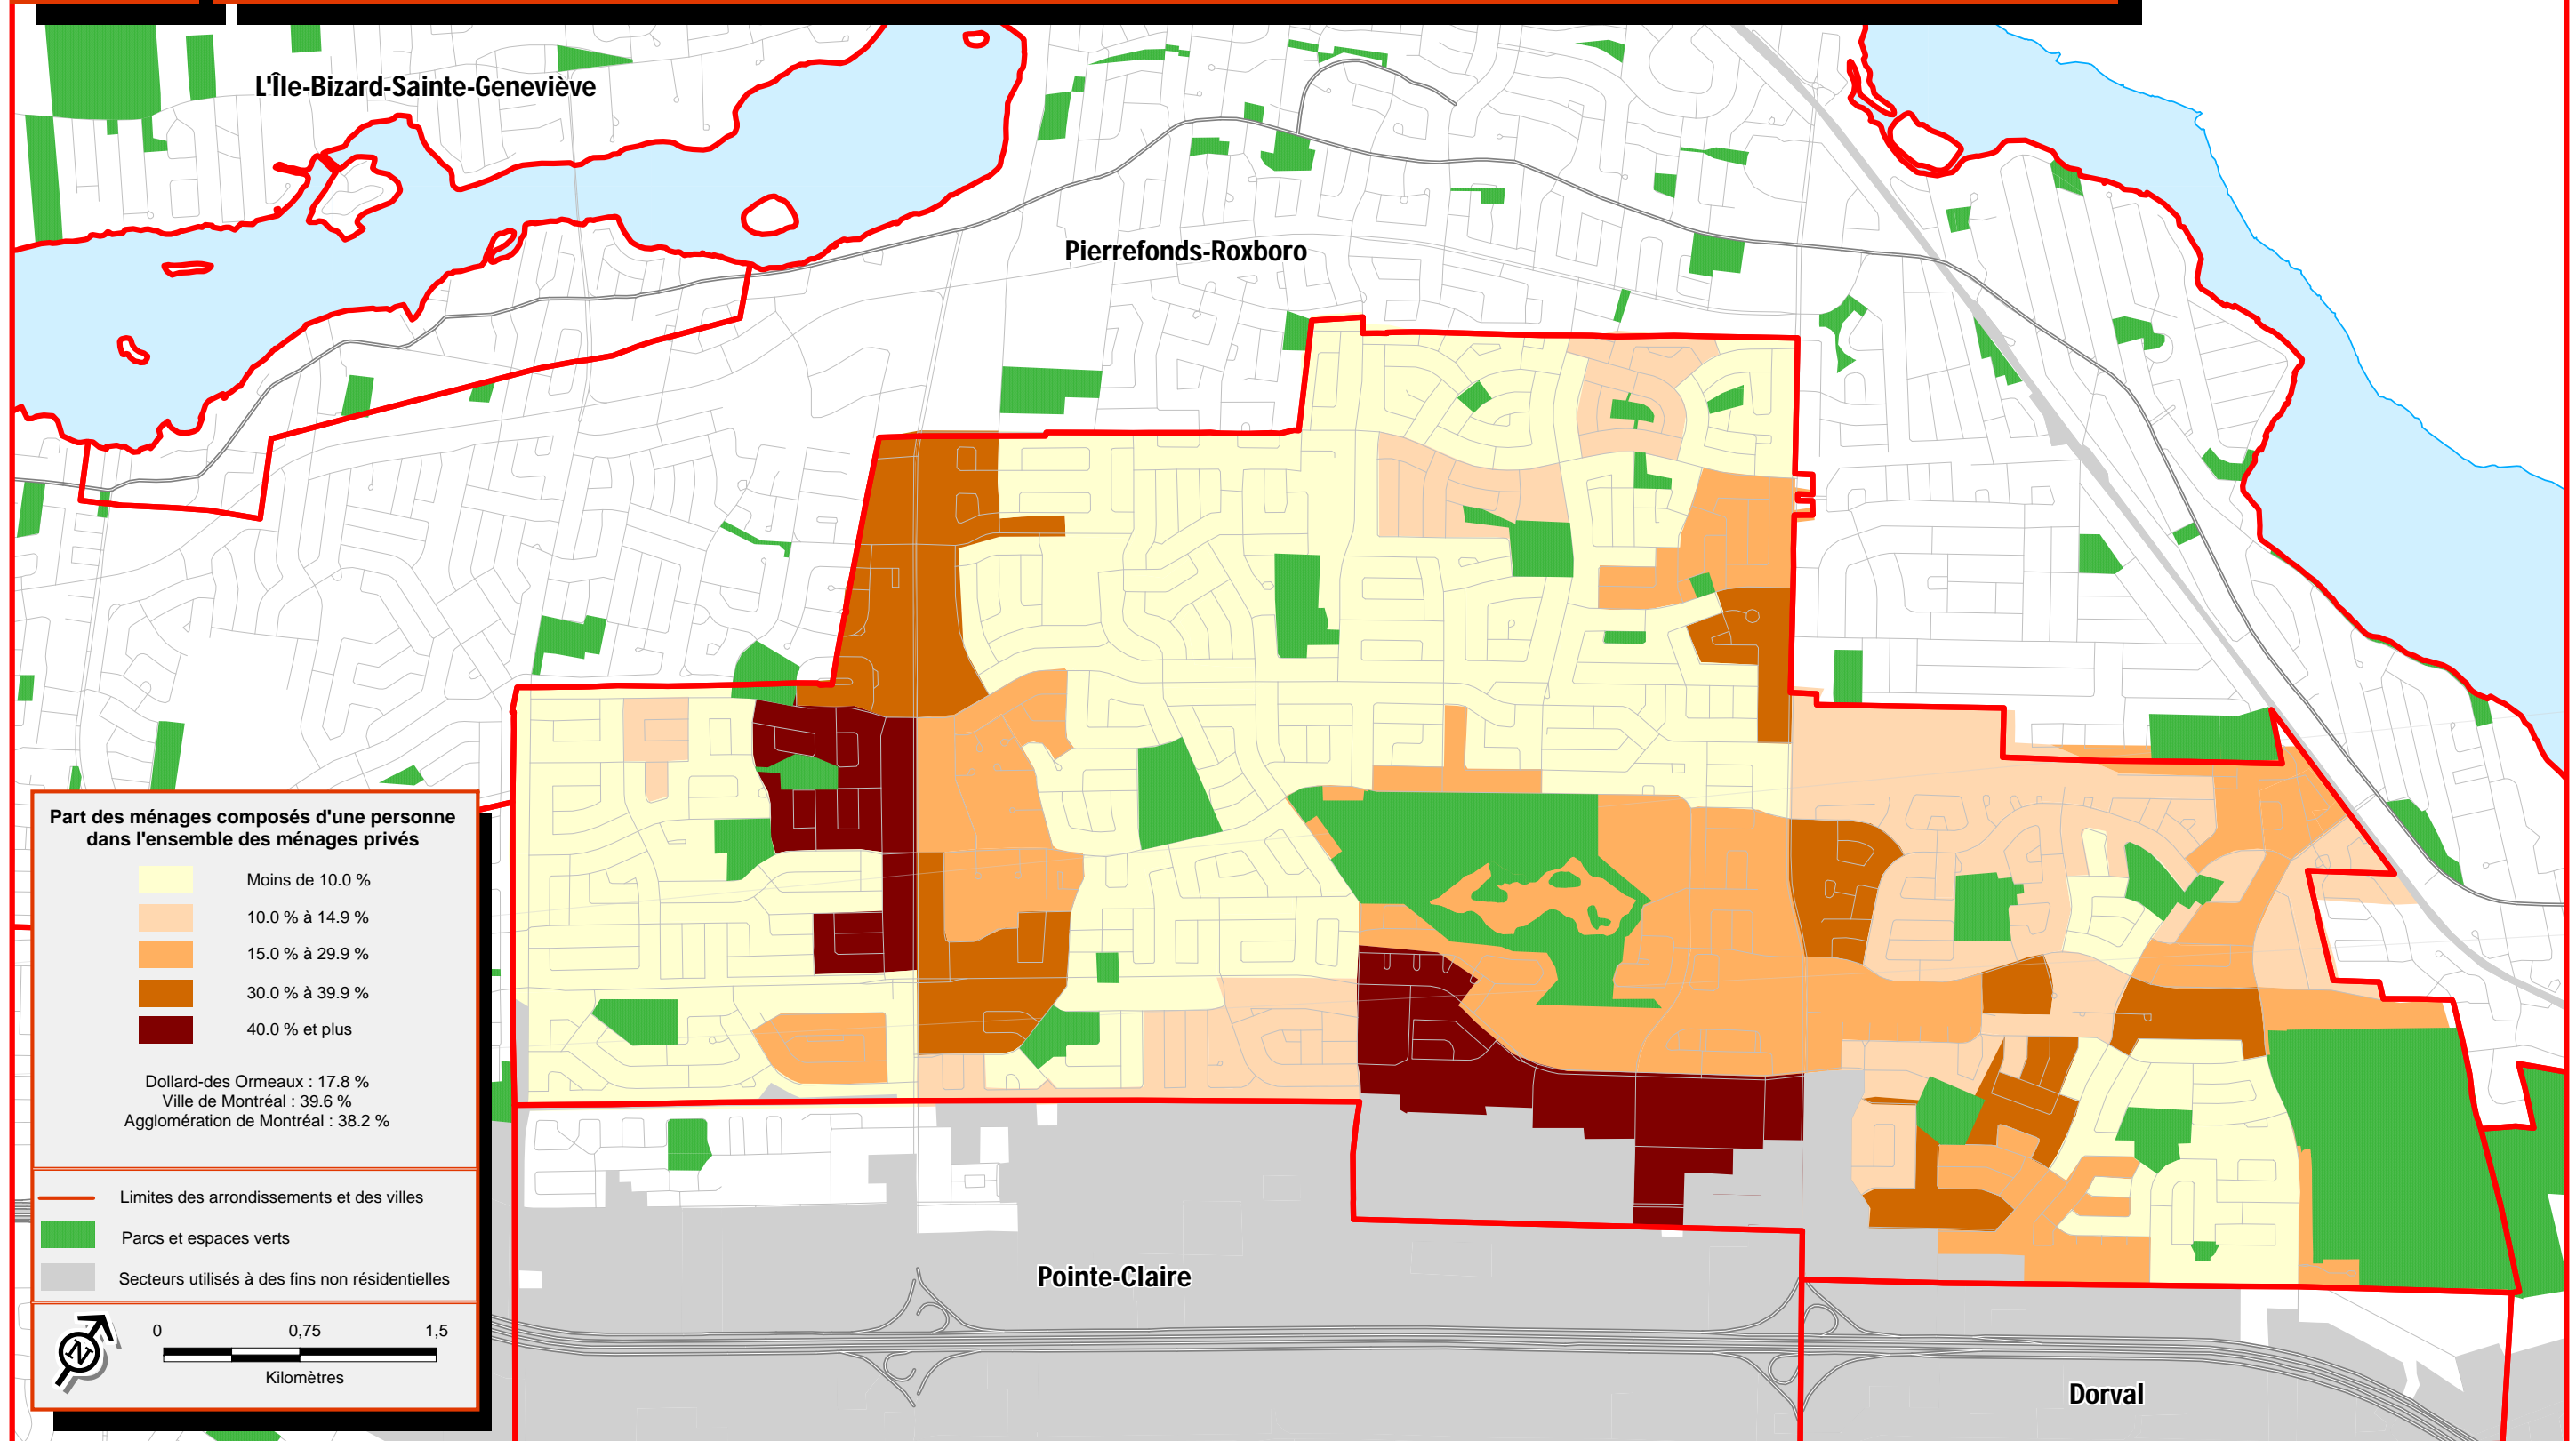 L'Île-Bizard-Sainte-Geneviève
Pierrefonds-Roxboro
Part des ménages composés d'une personne
dans l'ensemble des ménages privés
Moins de 10.0 %
10.0 % à 14.9 %
15.0 % à 29.9 %
30.0 % à 39.9 %
40.0 % et plus
Dollard-des Ormeaux : 17.8 %
Ville de Montréal : 39.6 %
Agglomération de Montréal : 38.2 %
Limites des arrondissements et des villes
Parcs et espaces verts
Secteurs utilisés à des fins non résidentielles
N
0 0,75 1,5
Kilomètres
Pointe-Claire
Dorval